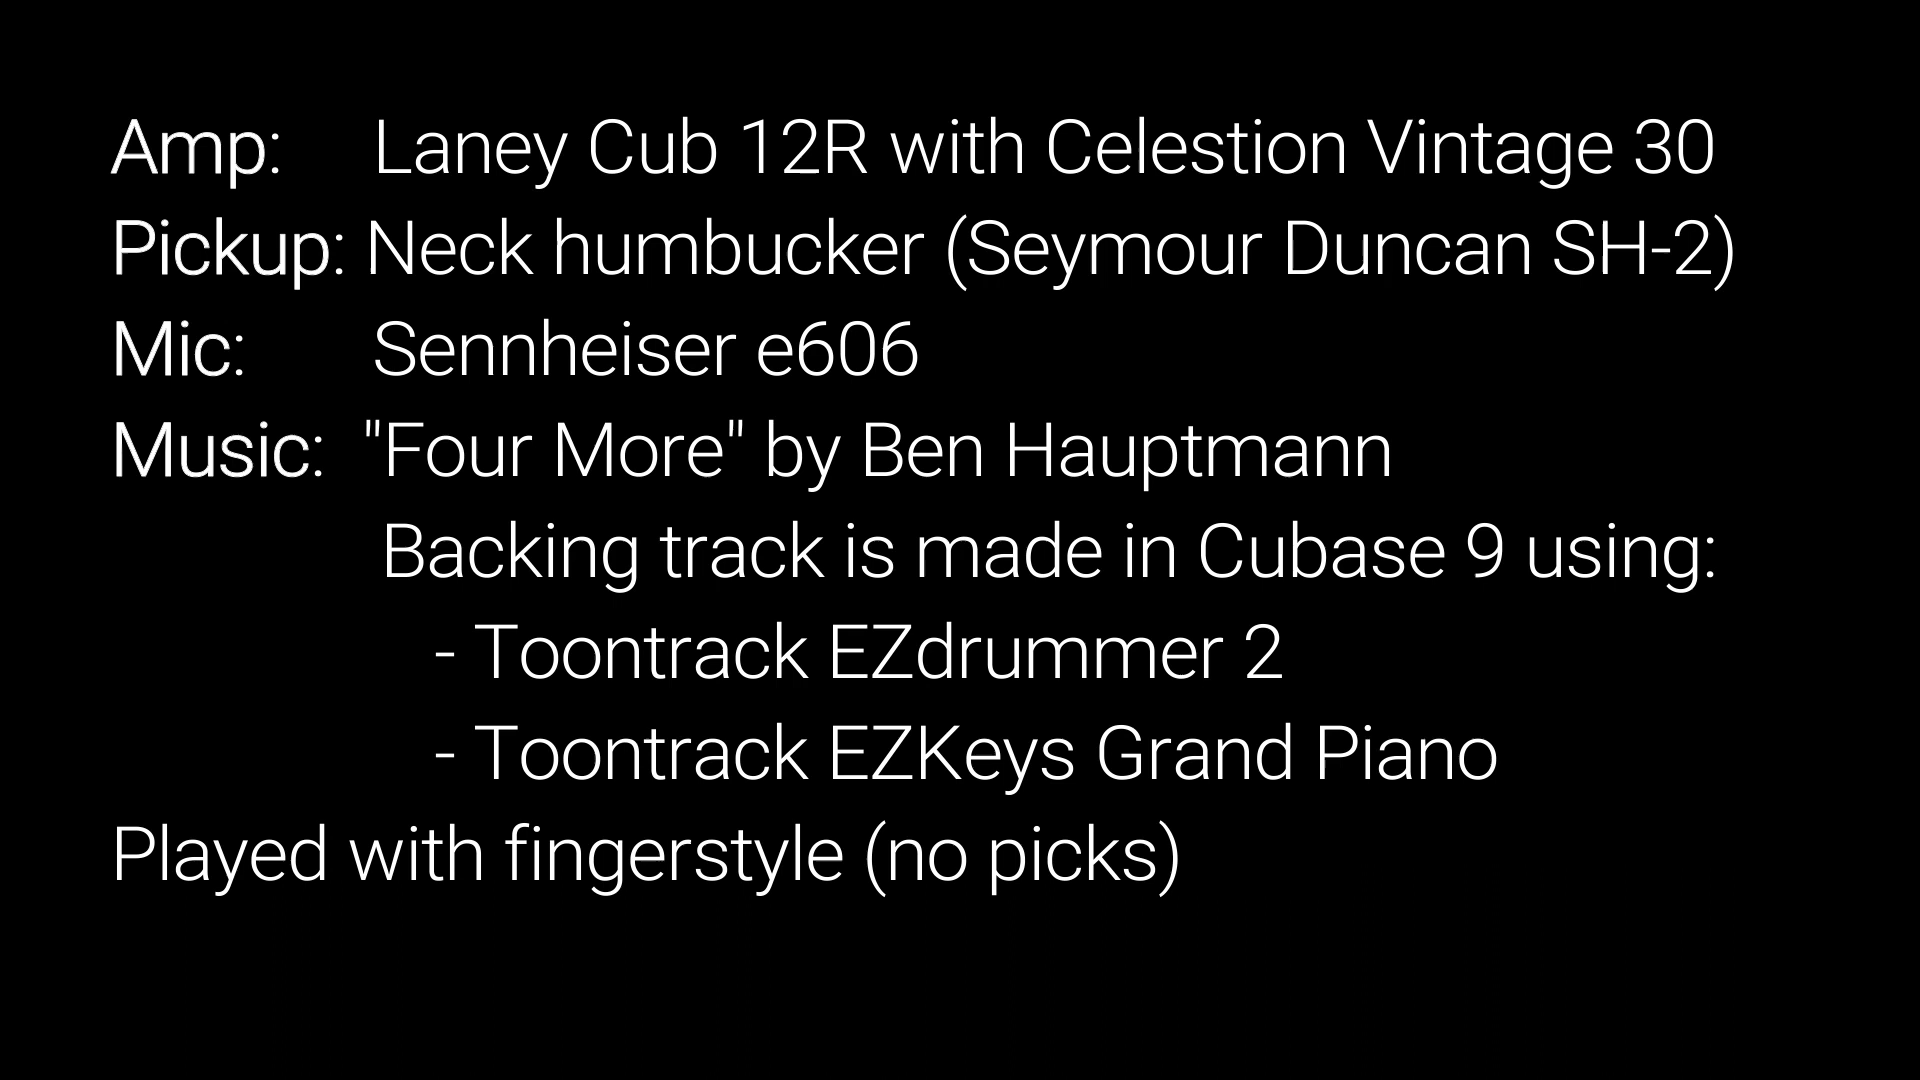 Amp: Laney Cub 12R with Celestion Vintage 30
Pickup: Neck humbucker (Seymour Duncan SH-2)
Mic: Sennheiser e606
Music: "Four More" by Ben Hauptmann
Backing track is made in Cubase 9 using:
- Toontrack EZdrummer 2
- Toontrack EZKeys Grand Piano
Played with fingerstyle (no picks)